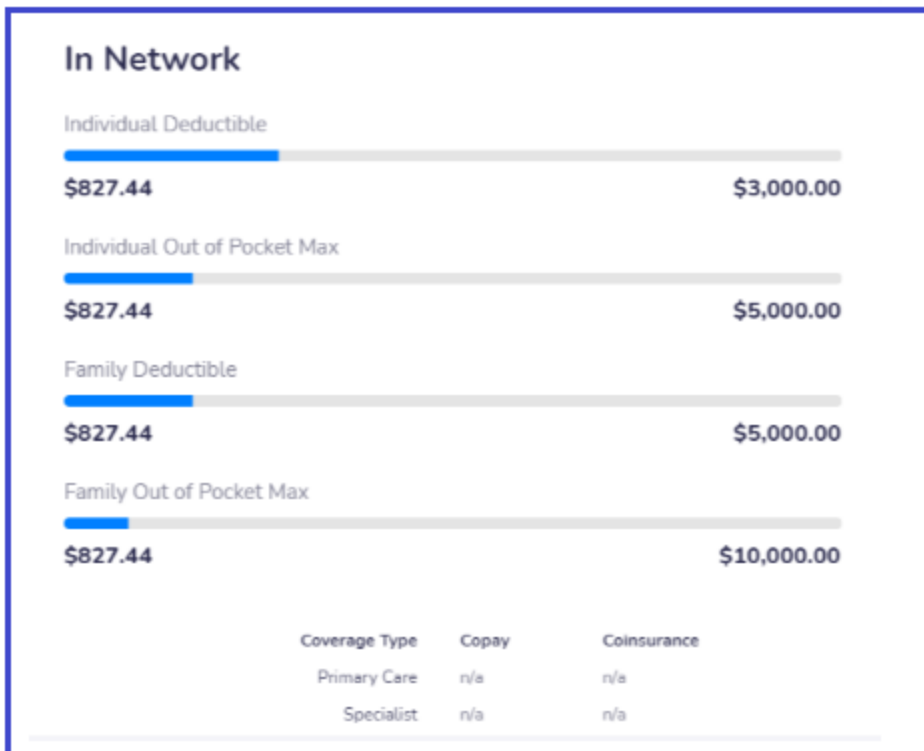 In Network
Individual Deductible
$827.44 $3,000.00
Individual Out of Pocket Max
$827.44 $5,000.00
Family Deductible
$827.44 $5,000.00
Family Out of Pocket Max
$827.44 $10,000.00
Coverage Type Copay Coinsurance
Primary Care n/a n/a
Specialist n/a n/a